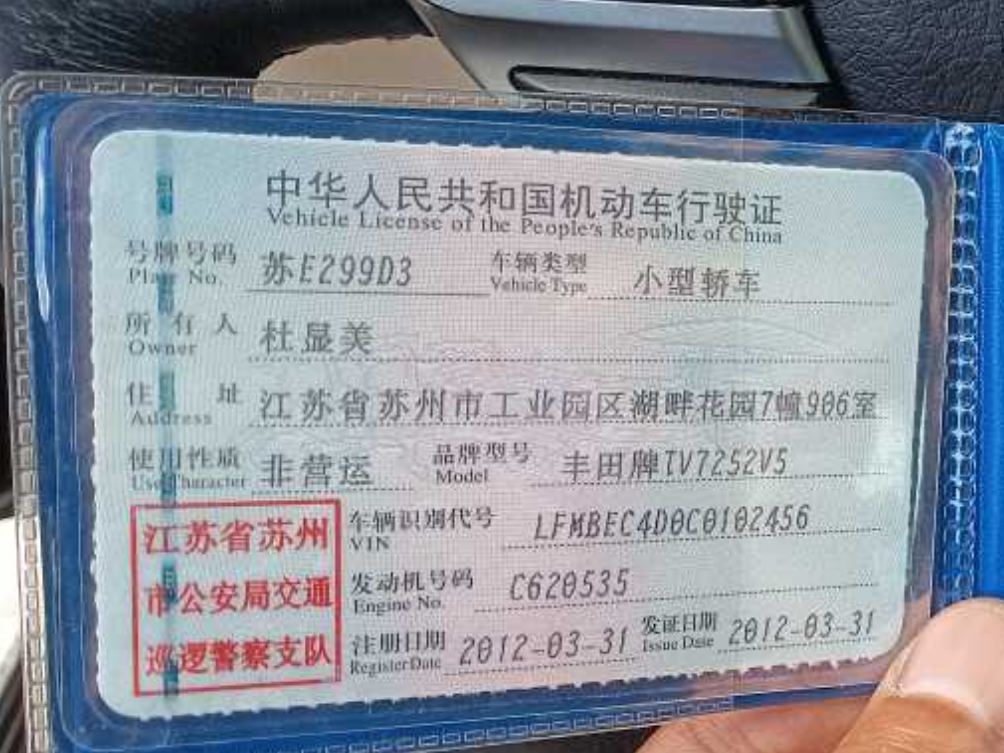 中华人民共和国机动车行驶证
Vehicle License of the People's Republic of China
号牌号码 苏E299D3 车辆类型 小型轿车
Plate No. Vehicle Type
所有人 杜显美
Owner
住址 江苏省苏州市工业园区湖畔花园7幢906室
Address
使用性质 非营运 品牌型号 丰田牌TV7252V5
Use Character Model
江苏省苏州
市公安局交通
巡逻警察支队
车辆识别代号 LFMBEC4D0C0102456
VIN
发动机号码 C620535
Engine No.
注册日期 2012-03-31 发证日期 2012-03-31
Register Date Issue Date